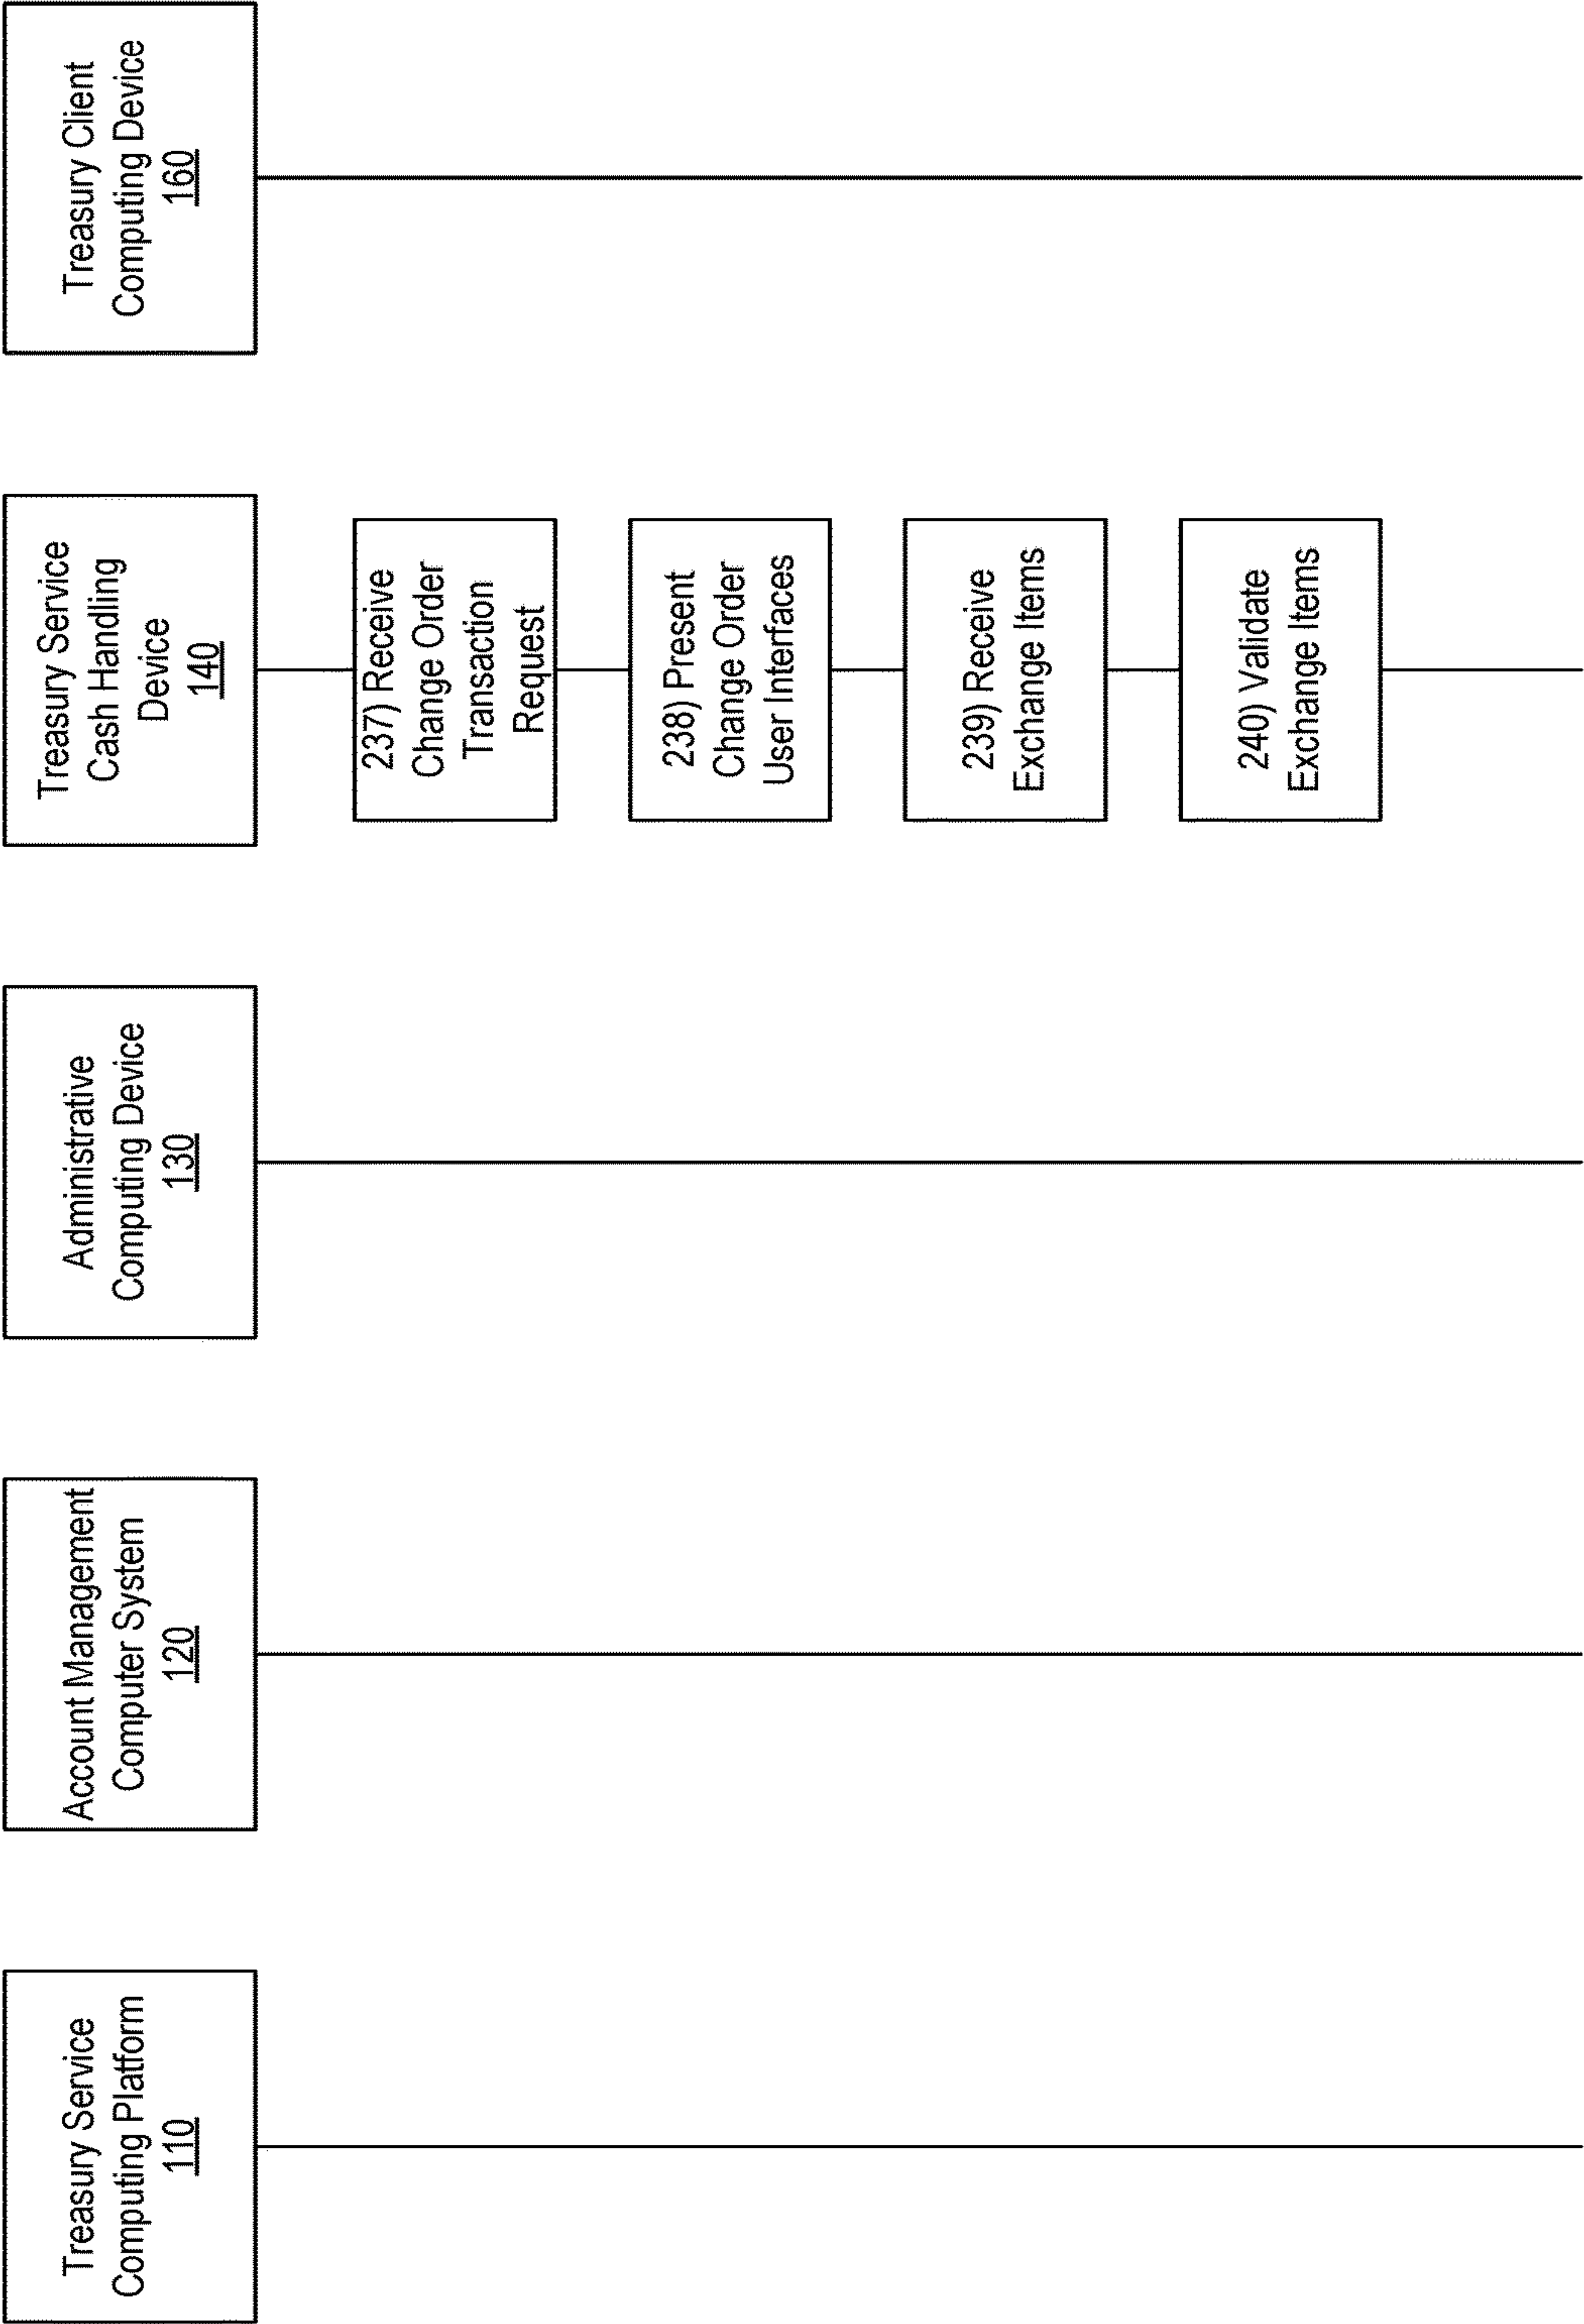 Treasury Service
Computing Platform
110
Account Management
Computer System
120
Administrative
Computing Device
130
Treasury Service
Cash Handling
Device
140
Treasury Client
Computing Device
160
237) Receive
Change Order
Transaction
Request
238) Present
Change Order
User Interfaces
239) Receive
Exchange Items
240) Validate
Exchange Items